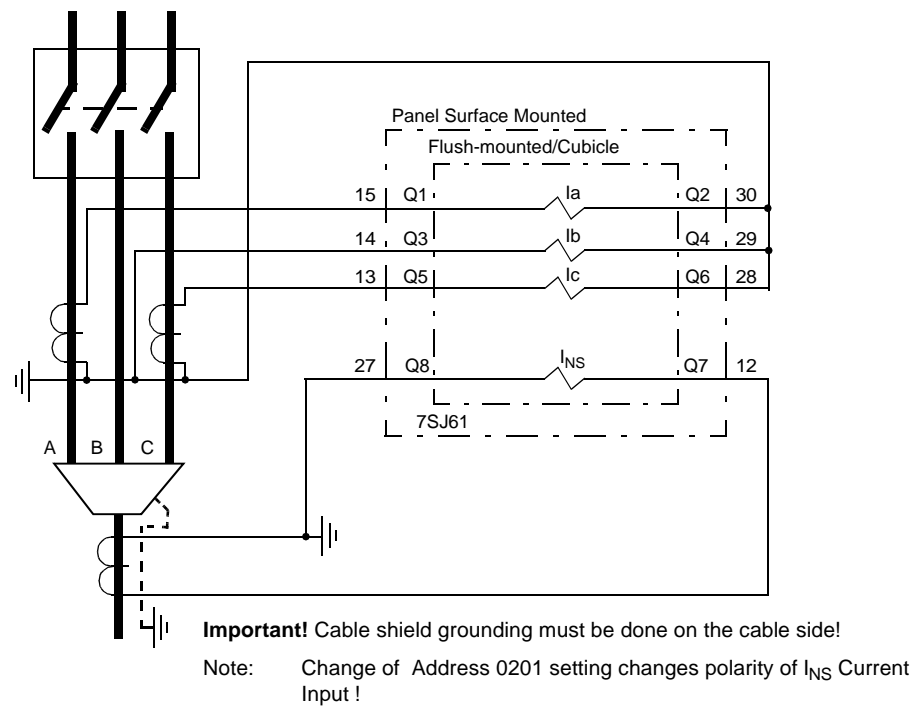 Panel Surface Mounted
Flush-mounted/Cubicle
15 Q1 Ia Q2 30
14 Q3 Ib Q4 29
13 Q5 Ic Q6 28
27 Q8 INS Q7 12
7SJ61
A B C
Important! Cable shield grounding must be done on the cable side!
Note: Change of Address 0201 setting changes polarity of INS Current
Input !